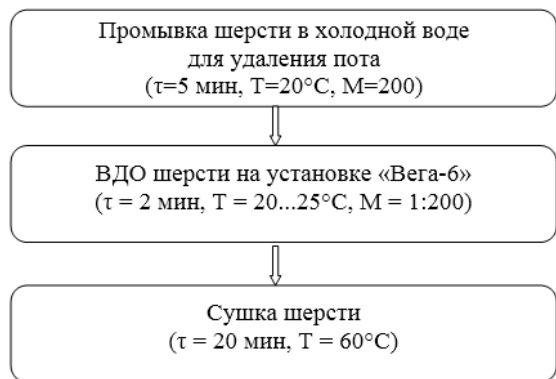 Промывка шерсти в холодной воде
для удаления пота
(τ=5 мин, T=20°C, М=200)
ВДО шерсти на установке «Вега-6»
(τ = 2 мин, T = 20...25°C, М = 1:200)
Сушка шерсти
(τ = 20 мин, T = 60°C)